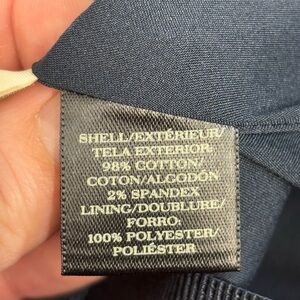 SHELL/EXTÉRIEUR/
TELA EXTERIOR:
98% COTTON/
COTON/ALGODÓN
2% SPANDEX
LINING/DOUBLURE/
FORRO:
100% POLYESTER/
POLIÉSTER